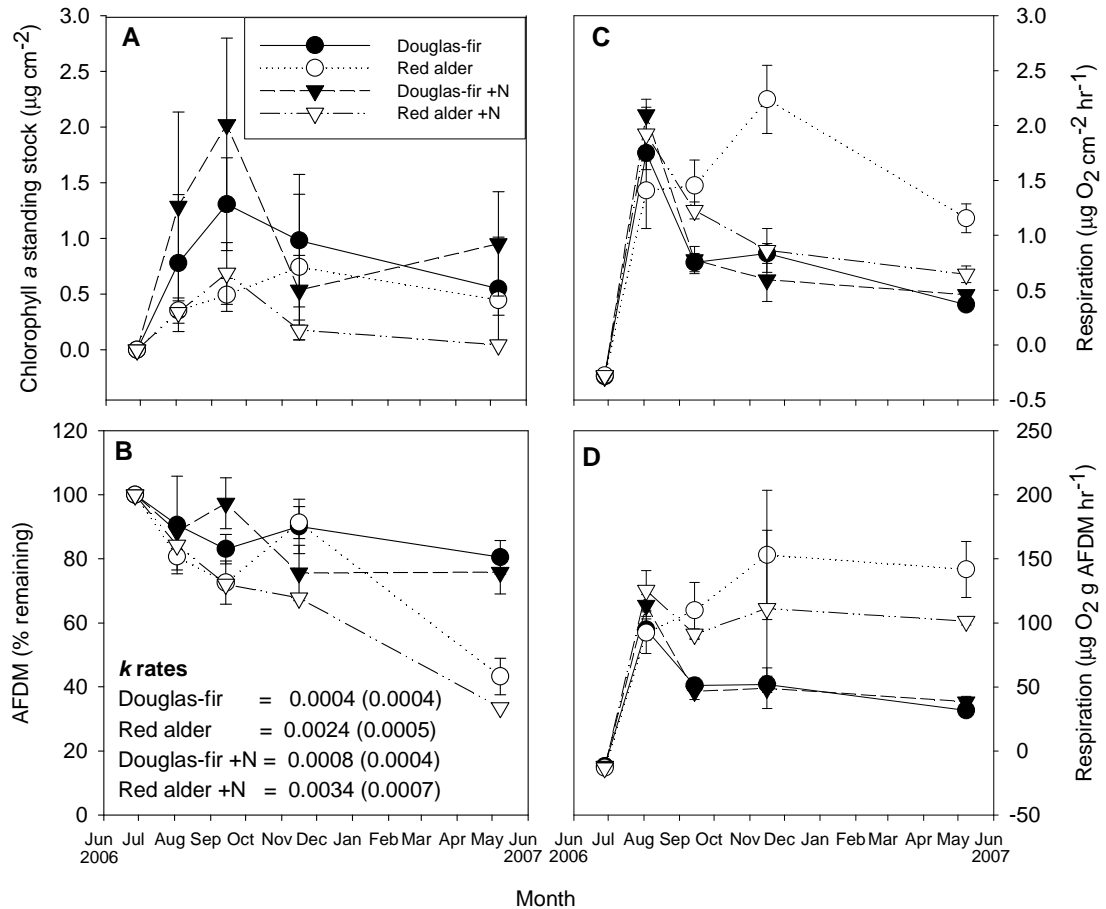 A
Chlorophyll a standing stock (µg cm-2)
3.0
2.5
2.0
1.5
1.0
0.5
0.0
Douglas-fir
Red alder
Douglas-fir +N
Red alder +N
C
Respiration (µg O2 cm-2 hr-1)
3.0
2.5
2.0
1.5
1.0
0.5
0.0
-0.5
B
AFDM (% remaining)
120
100
80
60
40
20
0
k rates
Douglas-fir = 0.0004 (0.0004)
Red alder = 0.0024 (0.0005)
Douglas-fir +N = 0.0008 (0.0004)
Red alder +N = 0.0034 (0.0007)
Jun Jul Aug Sep Oct Nov Dec Jan Feb Mar Apr May Jun
2006 2007
D
Respiration (µg O2 g AFDM hr-1)
250
200
150
100
50
0
-50
Jun Jul Aug Sep Oct Nov Dec Jan Feb Mar Apr May Jun
2006 2007
Month